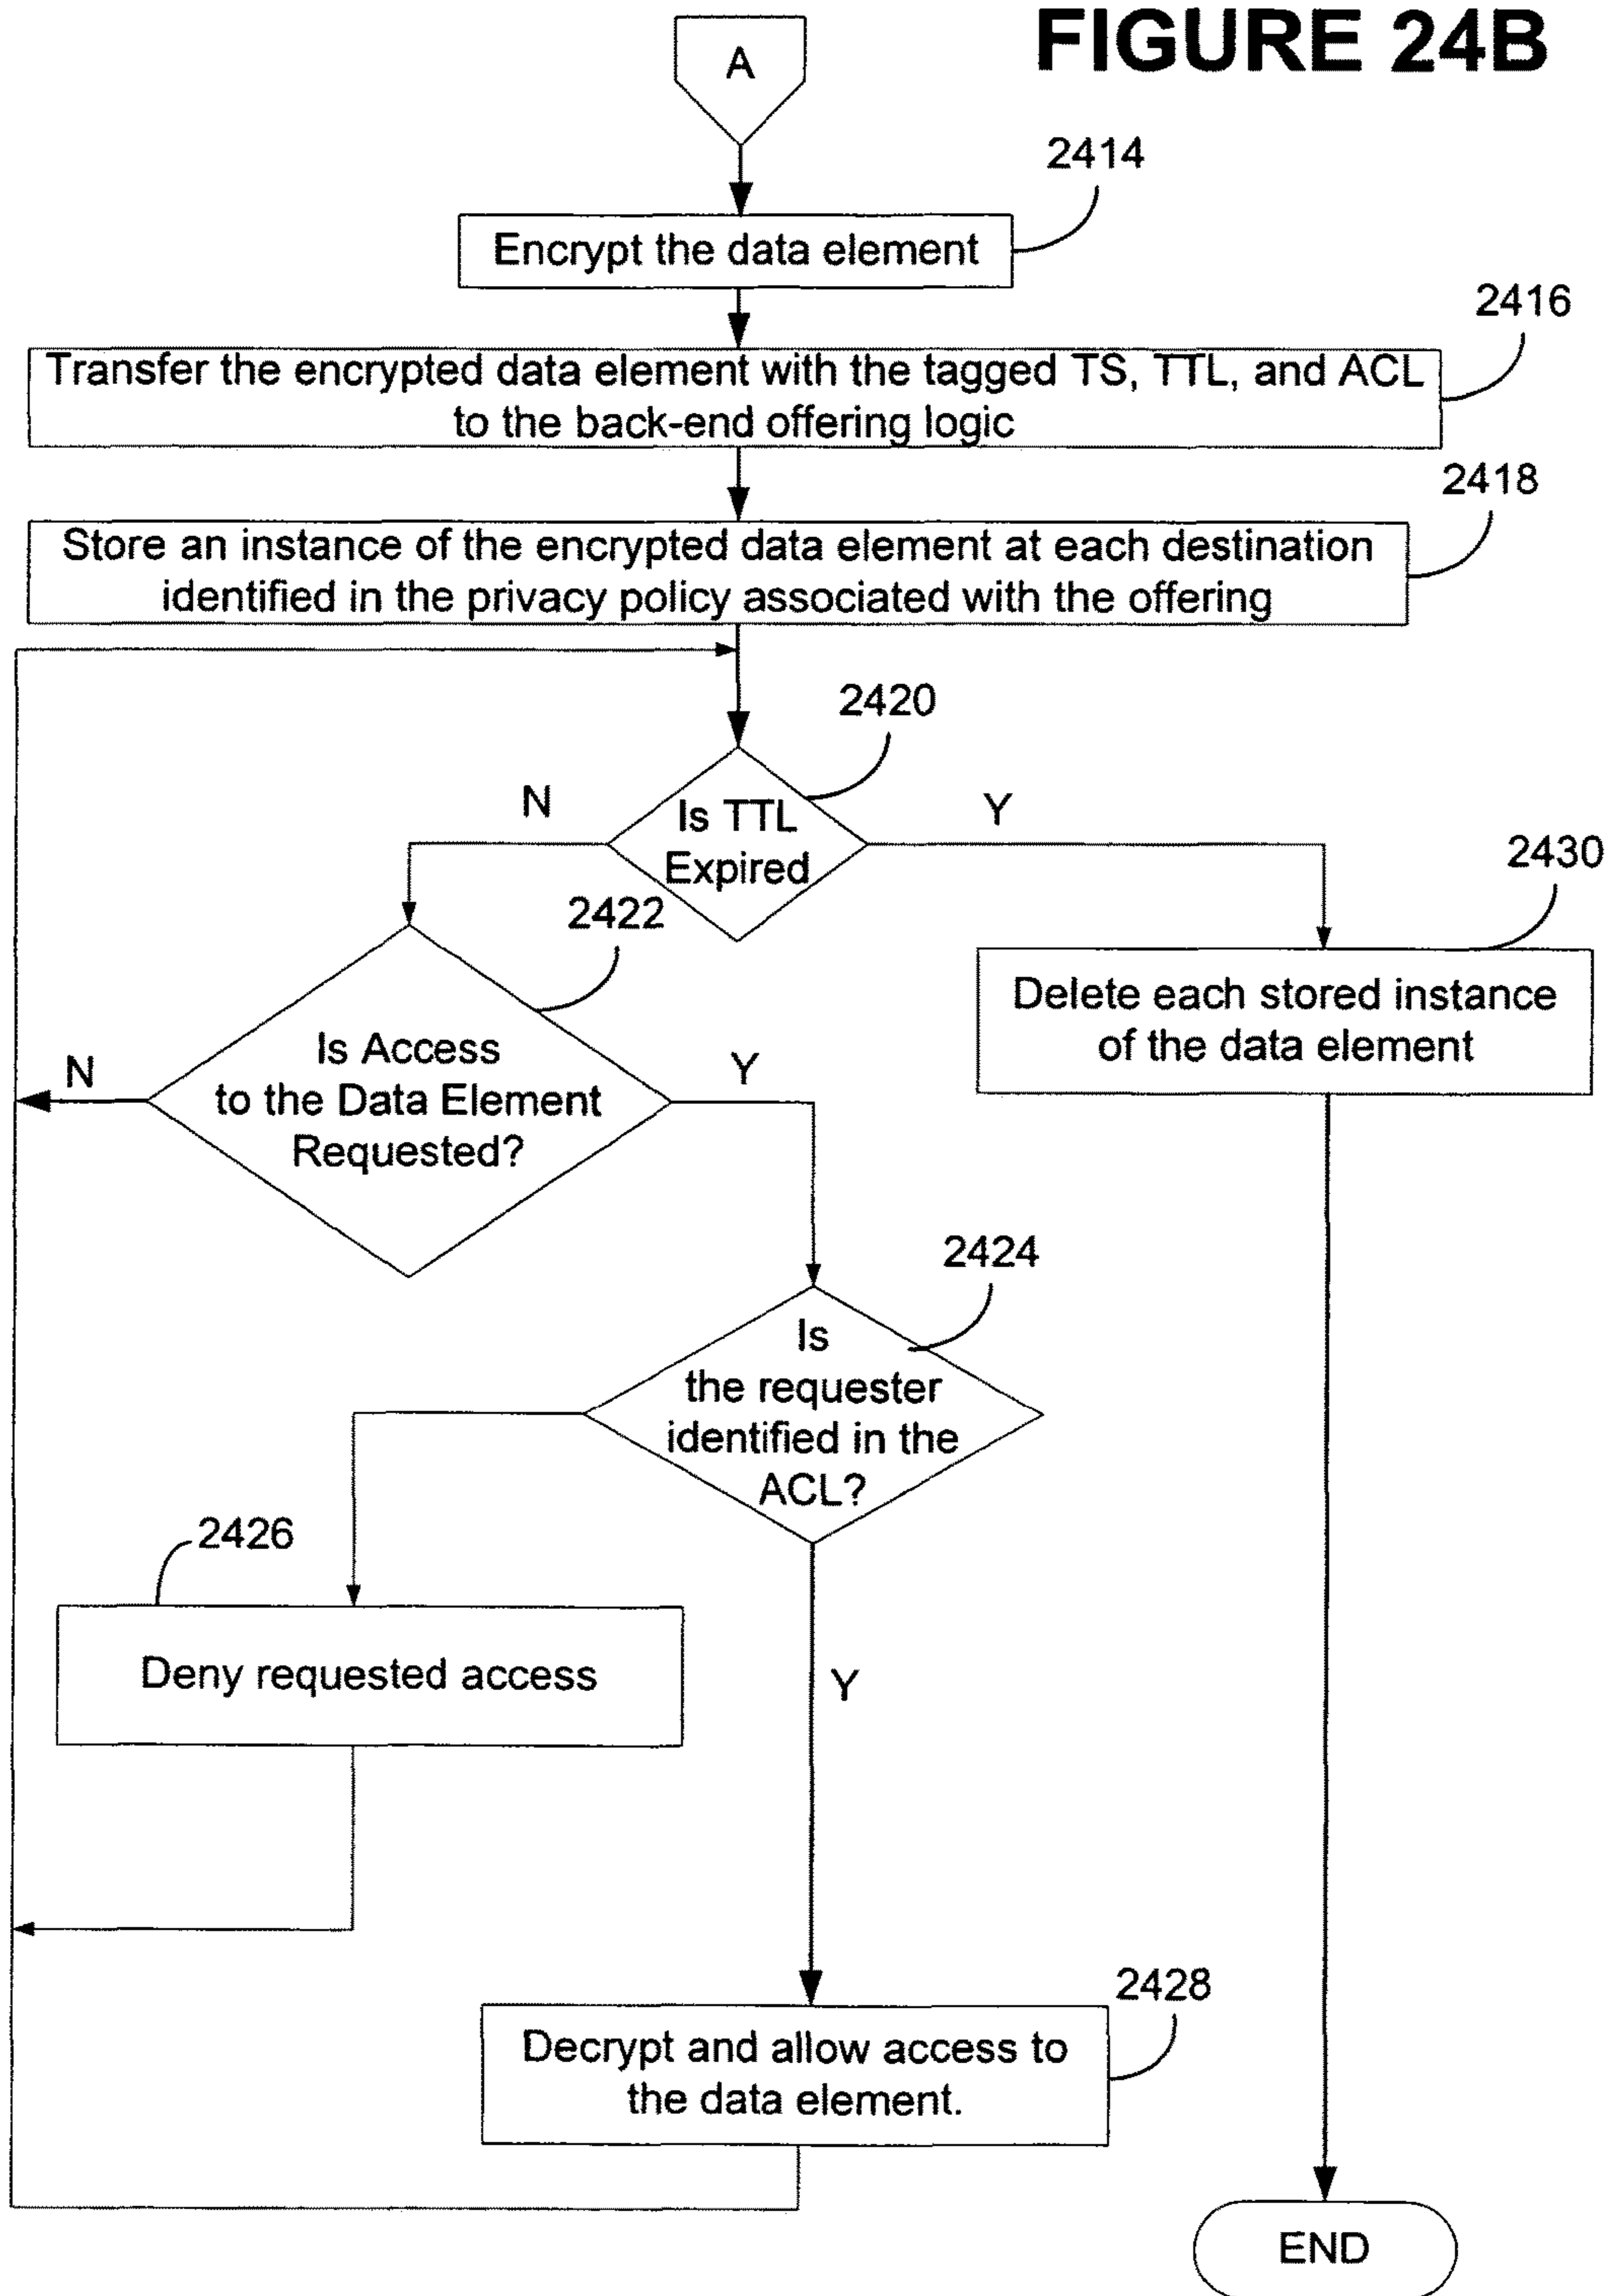 FIGURE 24B
A
2414
Encrypt the data element
2416
Transfer the encrypted data element with the tagged TS, TTL, and ACL
to the back-end offering logic
2418
Store an instance of the encrypted data element at each destination
identified in the privacy policy associated with the offering
2420
N
Is TTL
Expired
Y
2430
2422
Delete each stored instance
of the data element
Is Access
to the Data Element
Requested?
N
Y
2424
Is
the requester
identified in the
ACL?
2426
Deny requested access
Y
2428
Decrypt and allow access to
the data element.
END